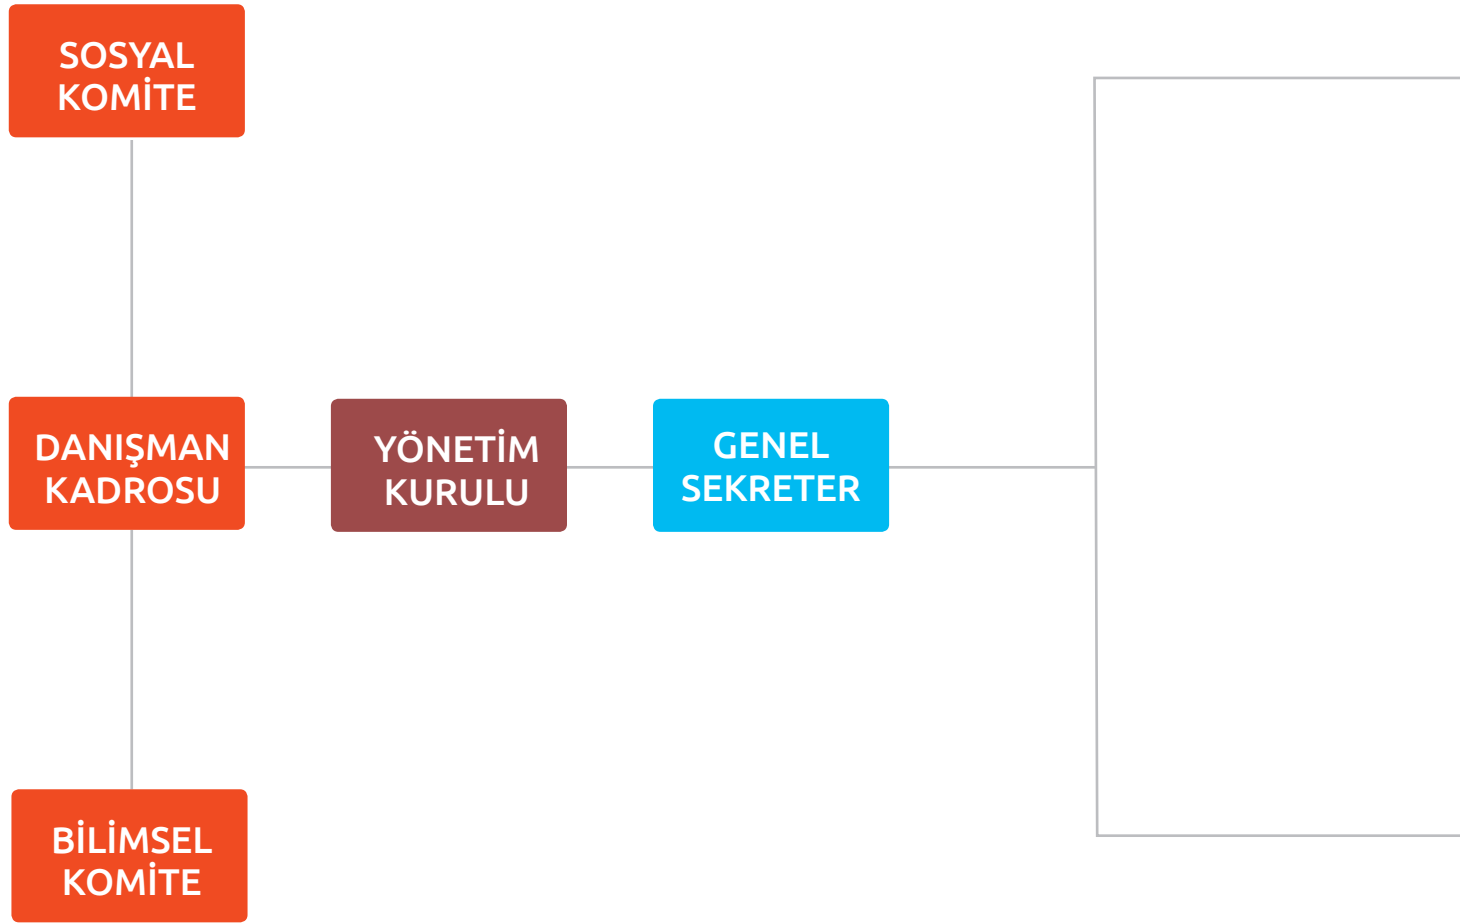 SOSYAL
KOMİTE
DANIŞMAN
KADROSU
YÖNETİM
KURULU
GENEL
SEKRETER
BİLİMSEL
KOMİTE